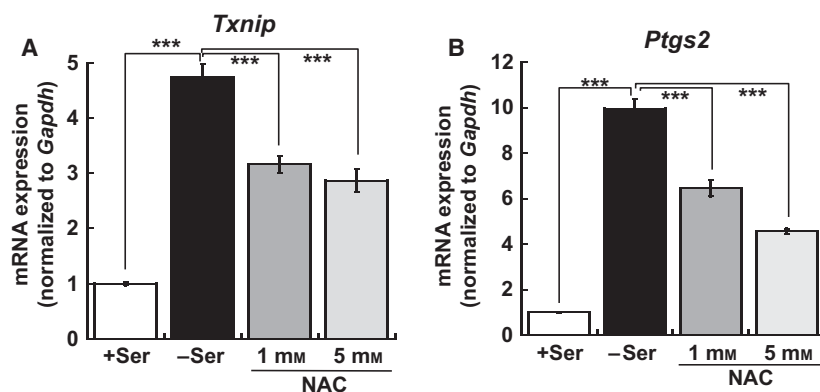 A
Txnip
mRNA expression
(normalized to Gapdh)
5
4
3
2
1
0
***
***
***
+Ser
–Ser
1 mM
5 mM
NAC
B
Ptgs2
mRNA expression
(normalized to Gapdh)
12
10
8
6
4
2
0
***
***
***
+Ser
–Ser
1 mM
5 mM
NAC